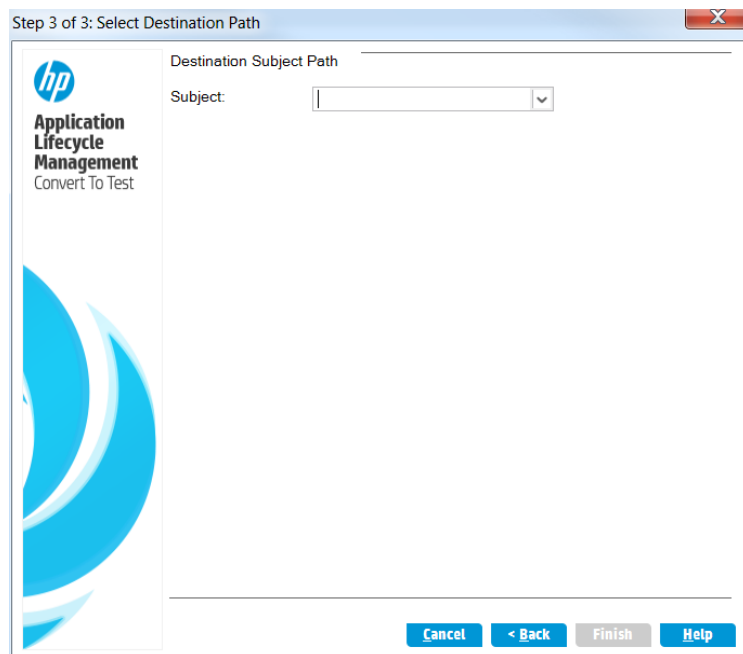 Step 3 of 3: Select Destination Path
X
hp
Application
Lifecycle
Management
Convert To Test
Destination Subject Path
Subject:
Cancel
< Back
Finish
Help